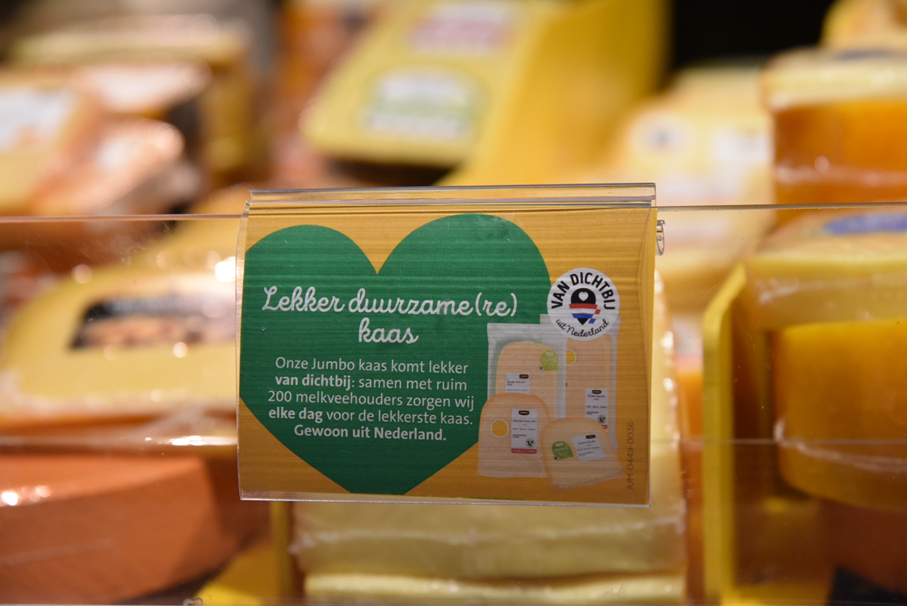 Lekker duurzame(re)
kaas
Onze Jumbo kaas komt lekker
van dichtbij: samen met ruim
200 melkveehouders zorgen wij
elke dag voor de lekkerste kaas.
Gewoon uit Nederland.
VAN DICHTBIJ
uit Nederland